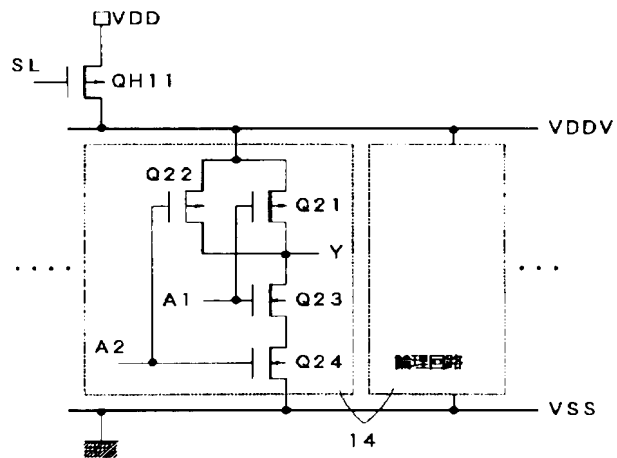 VDD
SL
QH11
VDDV
Q22
Q21
Y
A1
Q23
A2
Q24
論理回路
VSS
14